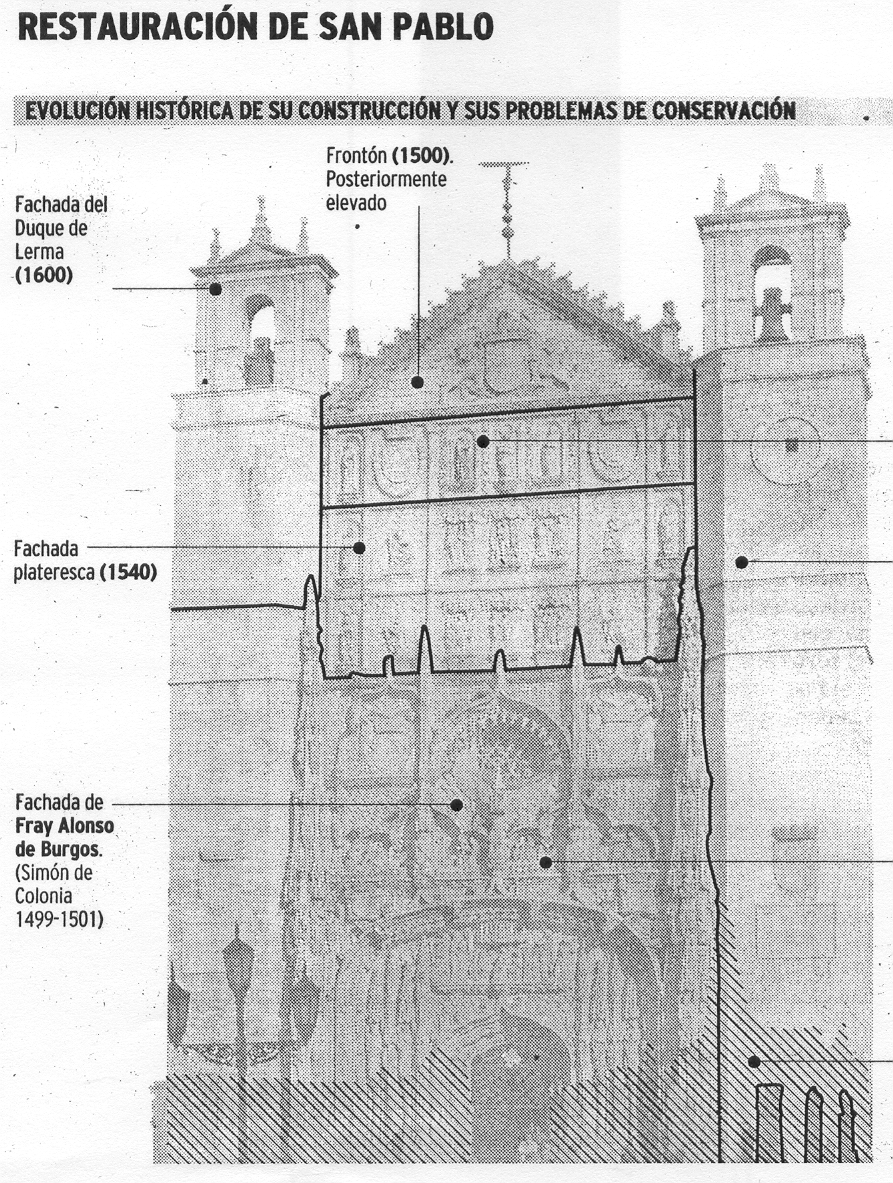 RESTAURACIÓN DE SAN PABLO
EVOLUCIÓN HISTÓRICA DE SU CONSTRUCCIÓN Y SUS PROBLEMAS DE CONSERVACIÓN
Frontón (1500).
Posteriormente
elevado
Fachada del
Duque de
Lerma
(1600)
Fachada
plateresca (1540)
Fachada de
Fray Alonso
de Burgos.
(Simón de
Colonia
1499-1501)